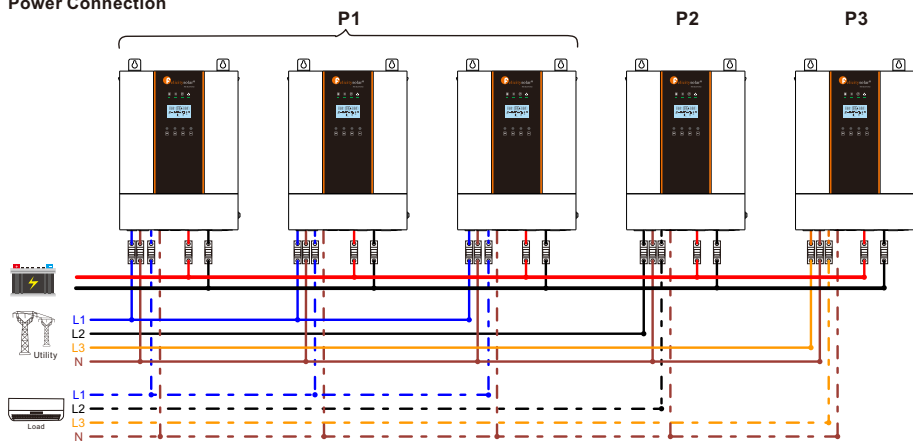 Power Connection
P1
P2
P3
L1
L2
L3
N
Utility
L1
L2
L3
N
Load